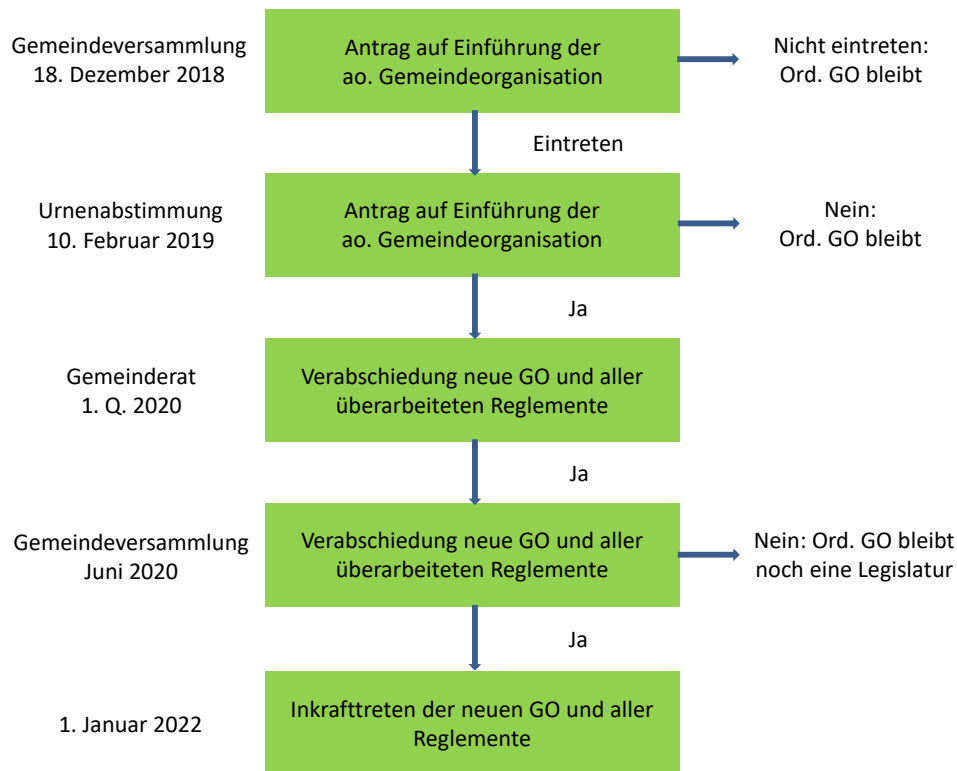 Gemeindeversammlung
18. Dezember 2018
Antrag auf Einführung der
ao. Gemeindeorganisation
Nicht eintreten:
Ord. GO bleibt
Eintreten
Urnenabstimmung
10. Februar 2019
Antrag auf Einführung der
ao. Gemeindeorganisation
Nein:
Ord. GO bleibt
Ja
Gemeinderat
1. Q. 2020
Verabschiedung neue GO und aller
überarbeiteten Reglemente
Ja
Gemeindeversammlung
Juni 2020
Verabschiedung neue GO und aller
überarbeiteten Reglemente
Nein: Ord. GO bleibt
noch eine Legislatur
Ja
1. Januar 2022
Inkrafttreten der neuen GO und aller
Reglemente